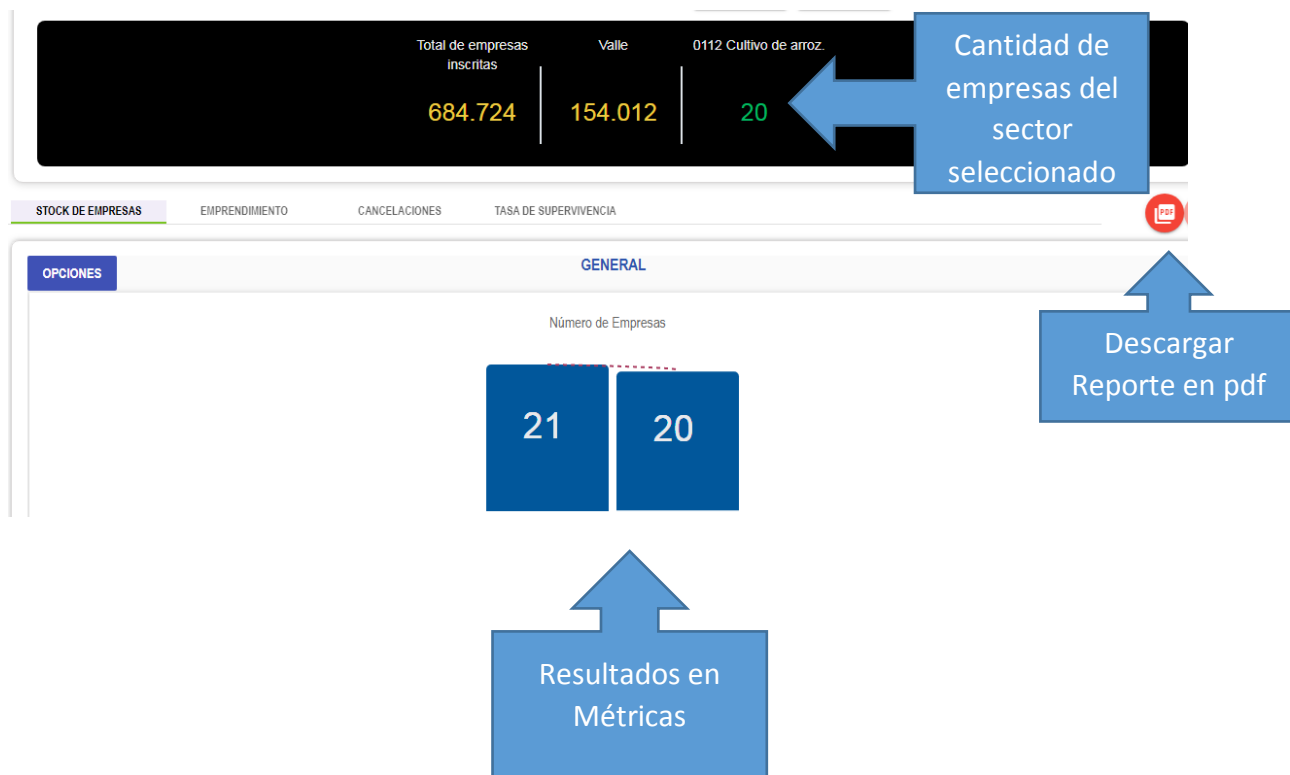 Total de empresas
inscritas
684.724
Valle
154.012
0112 Cultivo de arroz.
20
Cantidad de
empresas del
sector
seleccionado
STOCK DE EMPRESAS
EMPRENDIMIENTO
CANCELACIONES
TASA DE SUPERVIVENCIA
PDF
OPCIONES
GENERAL
Número de Empresas
21
20
Descargar
Reporte en pdf
Resultados en
Métricas